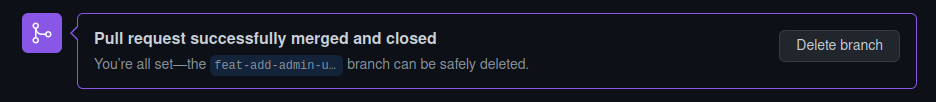 Pull request successfully merged and closed
You’re all set—the feat-add-admin-u… branch can be safely deleted.
Delete branch